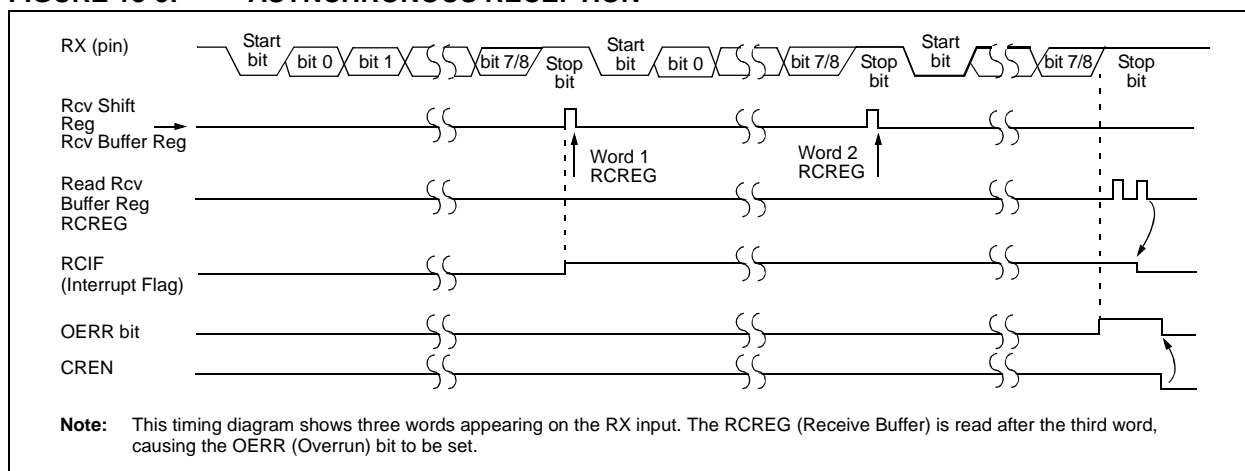 RX (pin)
Start bit
bit 0
bit 1
bit 7/8
Stop bit
Start bit
bit 0
bit 7/8
Stop bit
Start bit
bit 7/8
Stop bit
Rcv Shift
Reg
Rcv Buffer Reg
Word 1
RCREG
Word 2
RCREG
Read Rcv
Buffer Reg
RCREG
RCIF
(Interrupt Flag)
OERR bit
CREN
Note: This timing diagram shows three words appearing on the RX input. The RCREG (Receive Buffer) is read after the third word,
causing the OERR (Overrun) bit to be set.